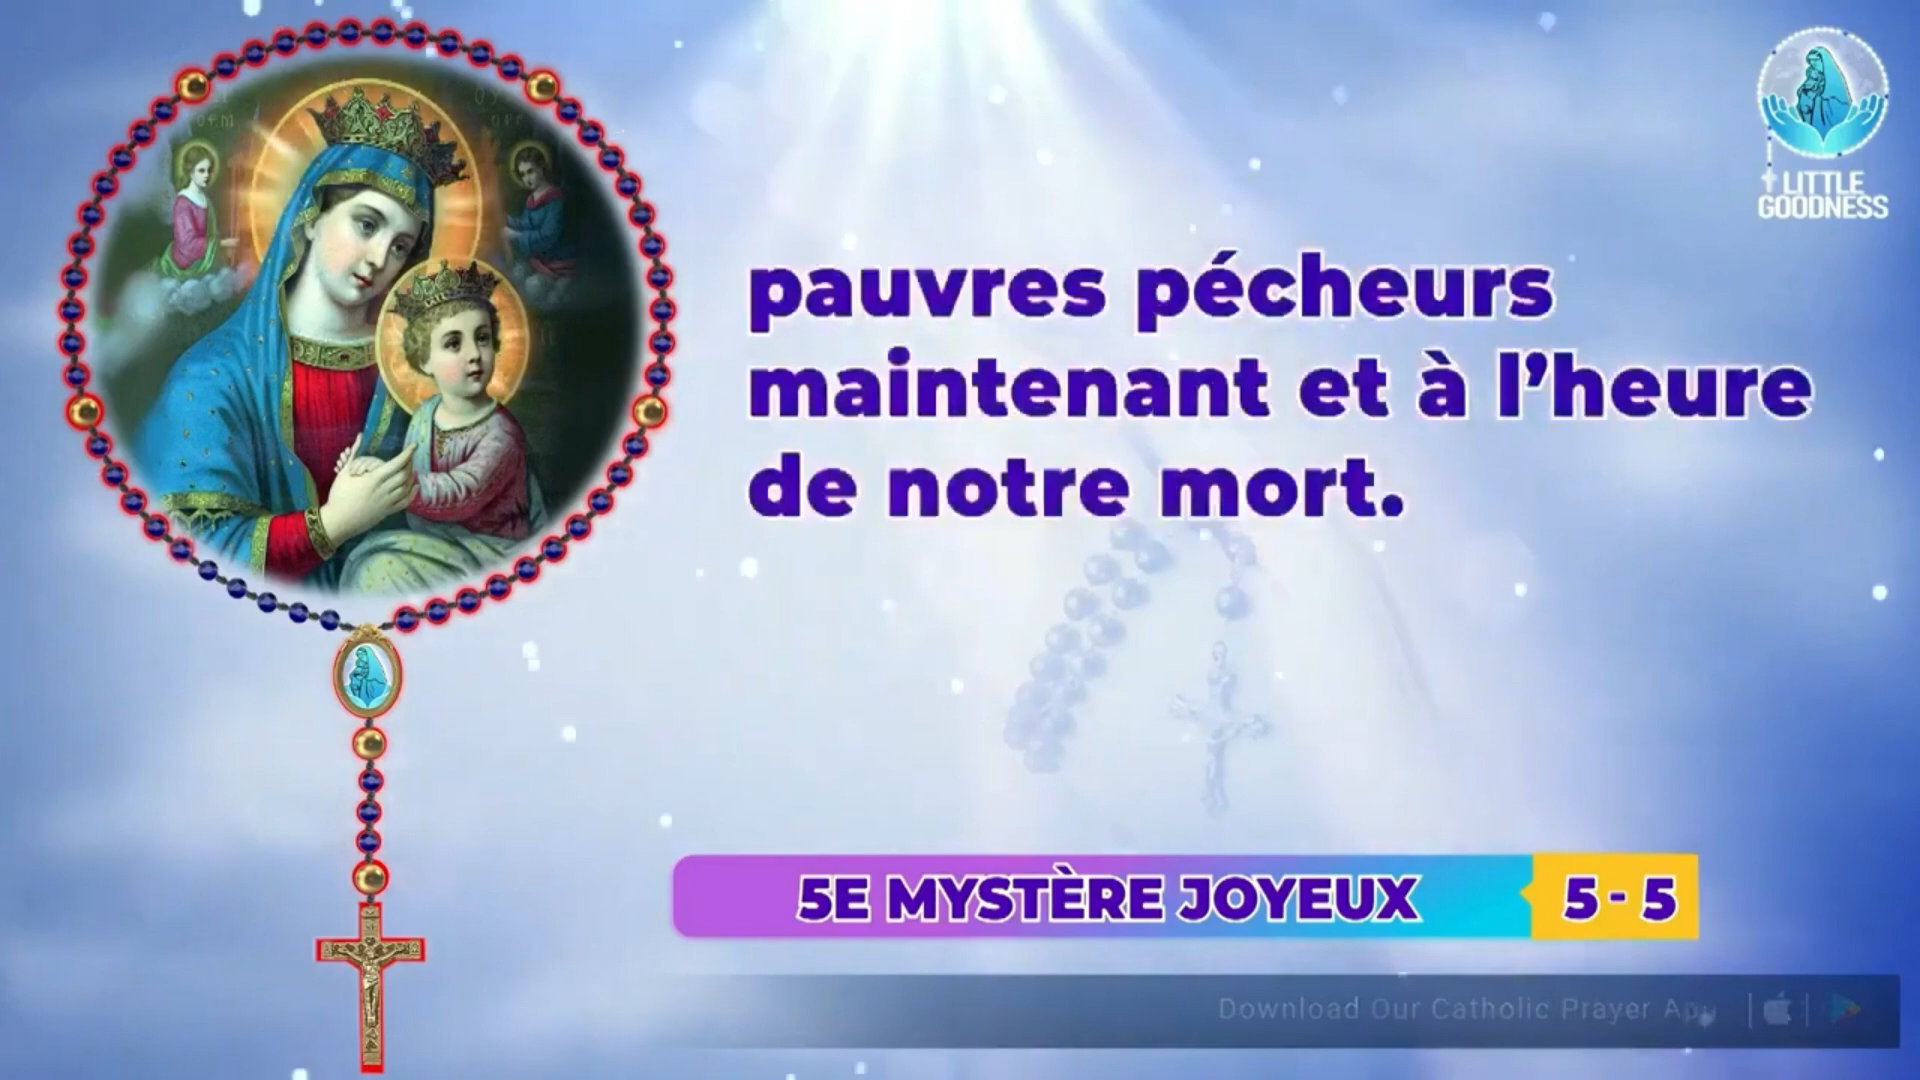 LITTLE
GOODNESS
pauvres pécheurs
maintenant et à l'heure
de notre mort.
5E MYSTÈRE JOYEUX
5 - 5
Download Our Catholic Prayer App